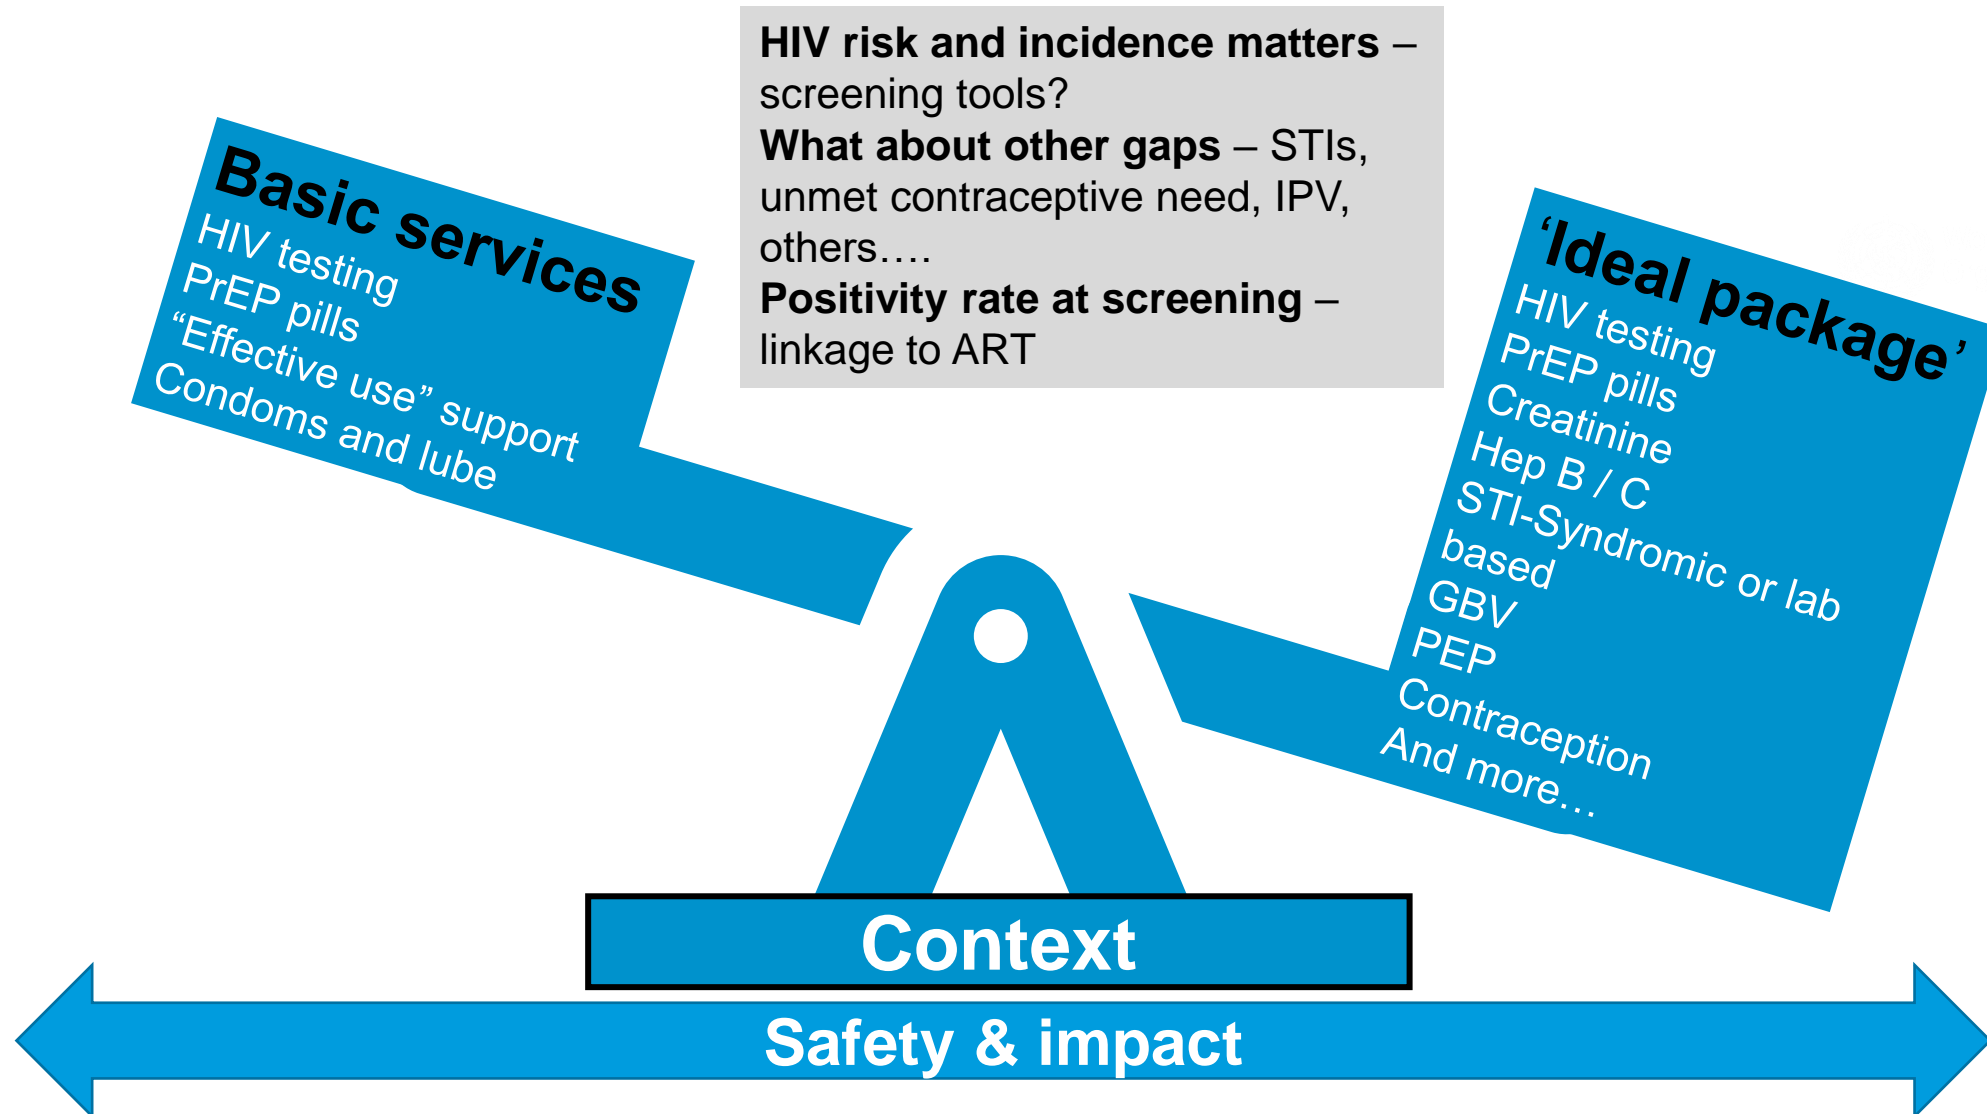 HIV risk and incidence matters –
screening tools?
What about other gaps – STIs,
unmet contraceptive need, IPV,
others….
Positivity rate at screening –
linkage to ART
Basic services
HIV testing
PrEP pills
“Effective use” support
Condoms and lube
‘Ideal package’
HIV testing
PrEP pills
Creatinine
Hep B / C
STI-Syndromic or lab
based
GBV
PEP
Contraception
And more…
Context
Safety & impact